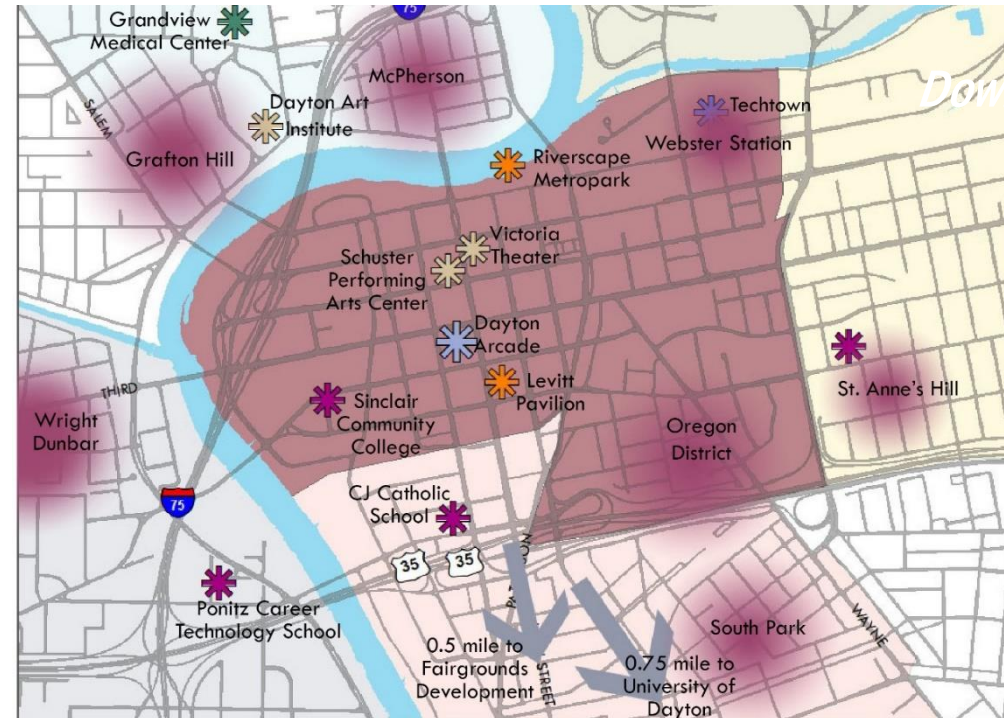 Grandview
Medical Center
75
McPherson
Techtown
SALEM
Dayton Art
Institute
Grafton Hill
Webster Station
Riverscape
Metropark
Victoria
Theater
Schuster
Performing
Arts Center
Dayton
Arcade
THIRD
Levitt
Pavilion
St. Anne's Hill
Wright
Dunbar
Sinclair
Community
College
Oregon
District
CJ Catholic
School
75
35
35
Ponitz Career
Technology School
South Park
WAYNE
0.5 mile to
Fairgrounds
Development
STREET
0.75 mile to
University of
Dayton